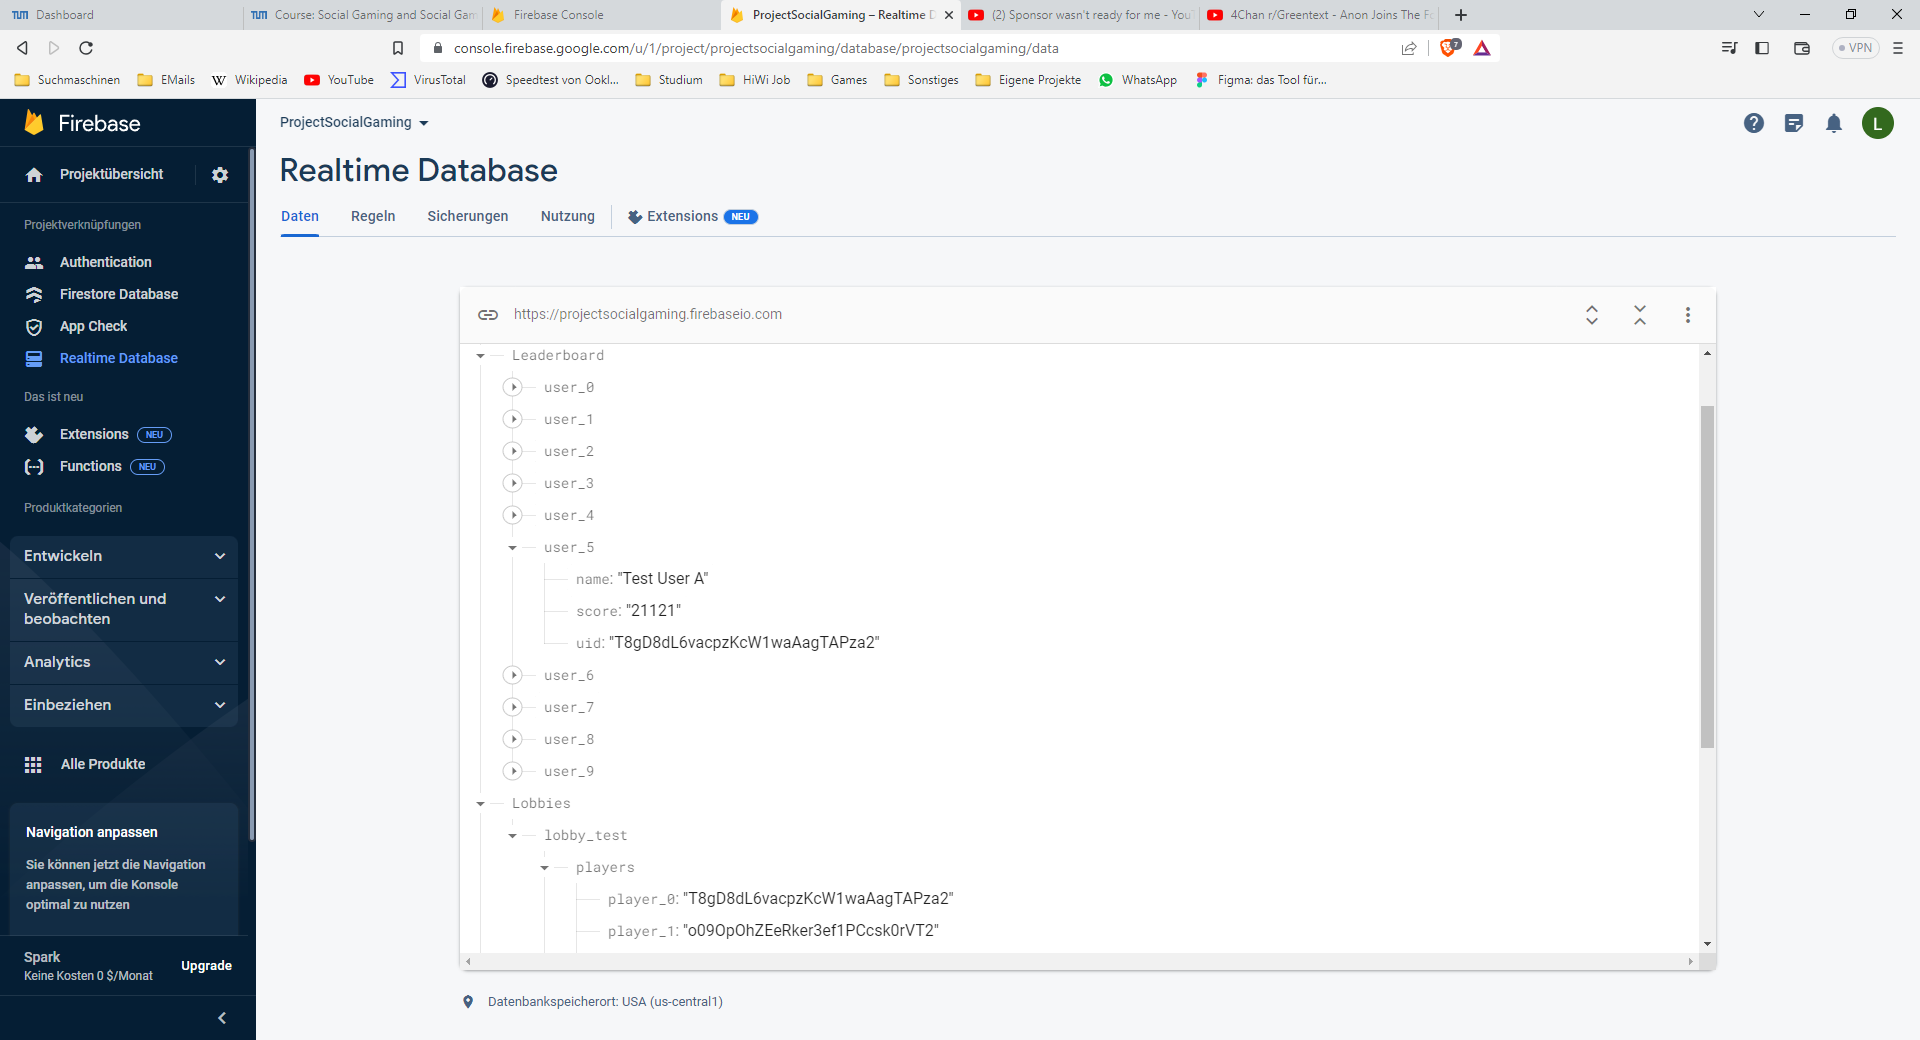 Dashboard
Course: Social Gaming and Social Gam
Firebase Console
ProjectSocialGaming – Realtime D
(2) Sponsor wasn't ready for me - YouT
4Chan r/Greentext - Anon Joins The F
console.firebase.google.com/u/1/project/projectsocialgaming/database/projectsocialgaming/data
7
VPN
Suchmaschinen
EMails
Wikipedia
YouTube
VirusTotal
Speedtest von Ookl...
Studium
HiWi Job
Games
Sonstiges
Eigene Projekte
WhatsApp
Figma: das Tool für...
Firebase
Projektübersicht
Projektverknüpfungen
Authentication
Firestore Database
App Check
Realtime Database
Das ist neu
Extensions NEU
Functions NEU
Produktkategorien
Entwickeln
Veröffentlichen und
beobachten
Analytics
Einbeziehen
Alle Produkte
Navigation anpassen
Sie können jetzt die Navigation
anpassen, um die Konsole
optimal zu nutzen
Spark
Keine Kosten 0 $/Monat
Upgrade
ProjectSocialGaming
L
Realtime Database
Daten
Regeln
Sicherungen
Nutzung
Extensions NEU
https://projectsocialgaming.firebaseio.com
Leaderboard
user_0
user_1
user_2
user_3
user_4
user_5
name: "Test User A"
score: "21121"
uid: "T8gD8dL6vacpzKcW1waAagTAPza2"
user_6
user_7
user_8
user_9
Lobbies
lobby_test
players
player_0: "T8gD8dL6vacpzKcW1waAagTAPza2"
player_1: "o09OpOhZEeRker3ef1PCcsk0rVT2"
Datenbankspeicherort: USA (us-central1)